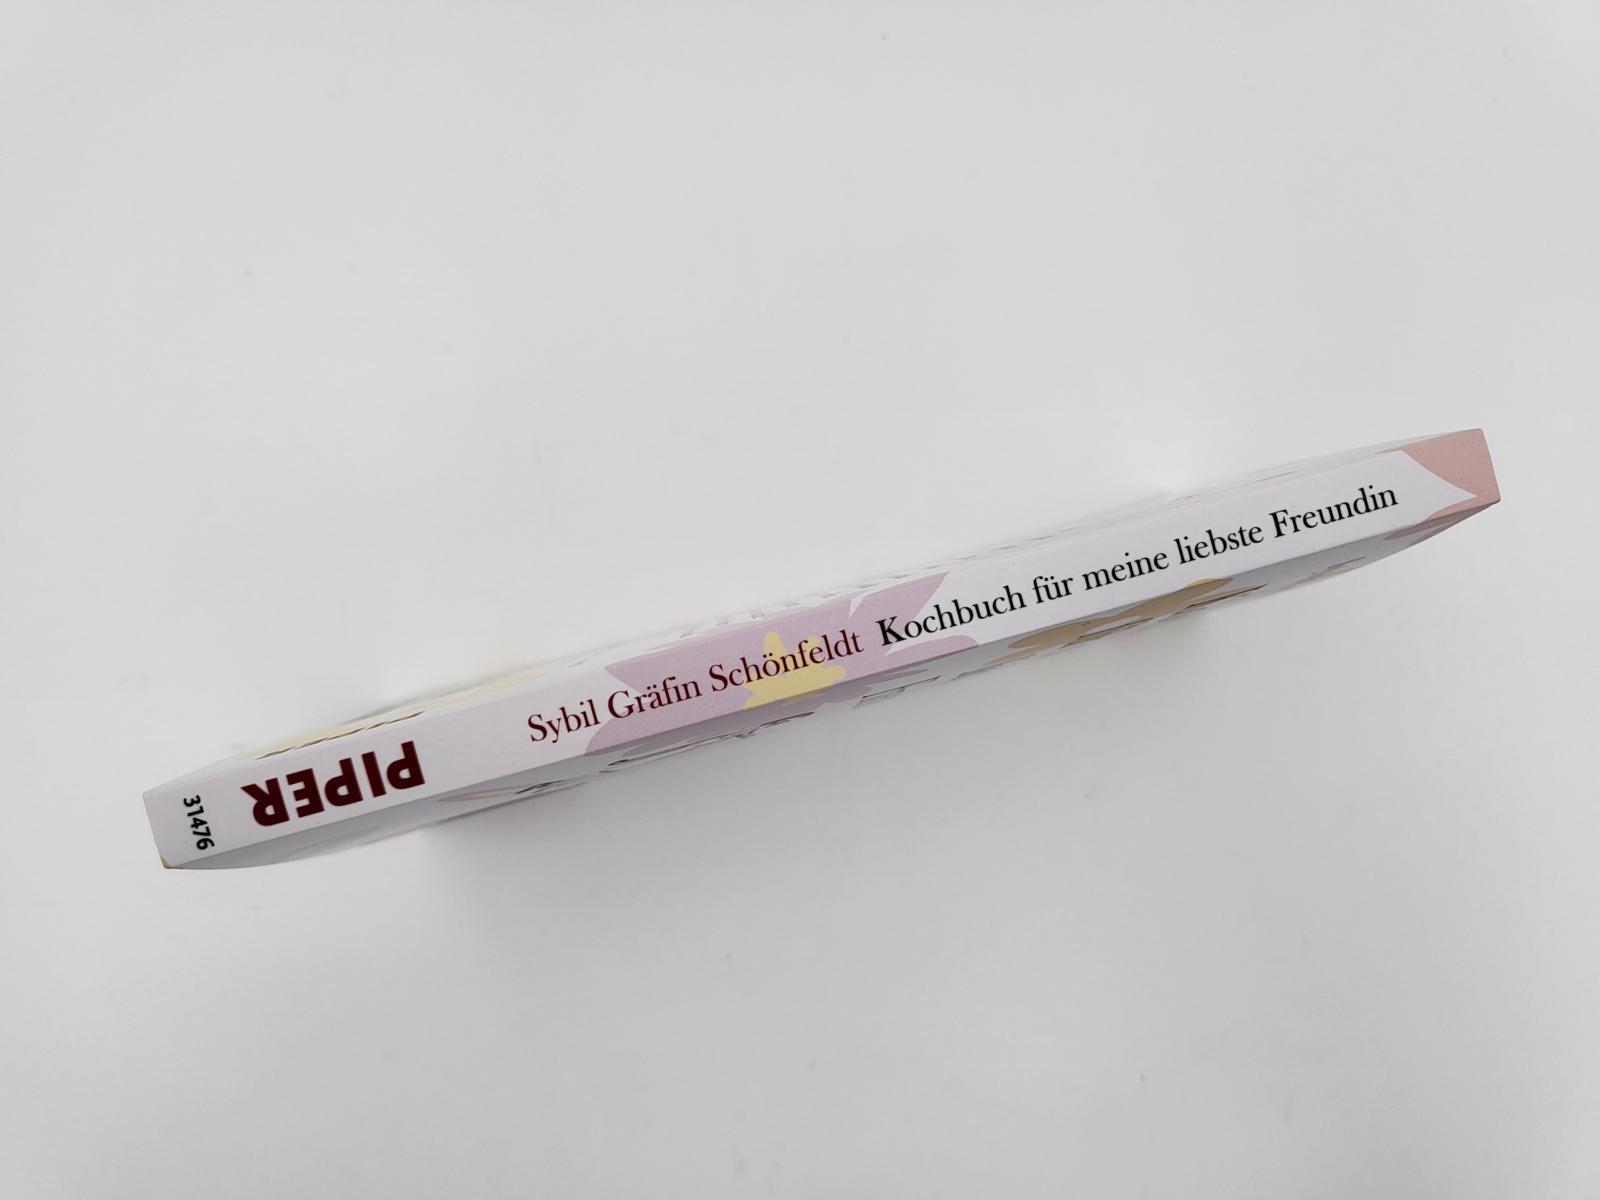 Sybil Gräfin Schönfeldt Kochbuch für meine liebste Freundin
PIPER
31476